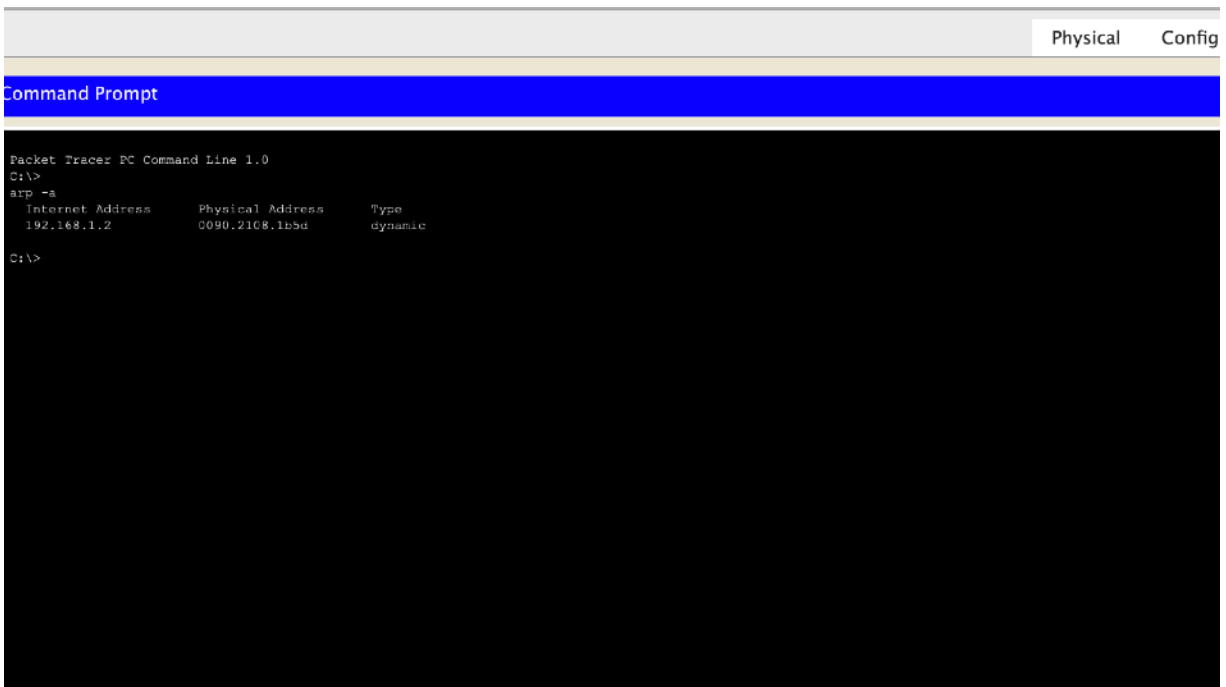 Physical Config
Command Prompt
Packet Tracer PC Command Line 1.0
C:\>
arp -a
Internet Address Physical Address Type
192.168.1.2 0090.2108.1b5d dynamic
C:\>